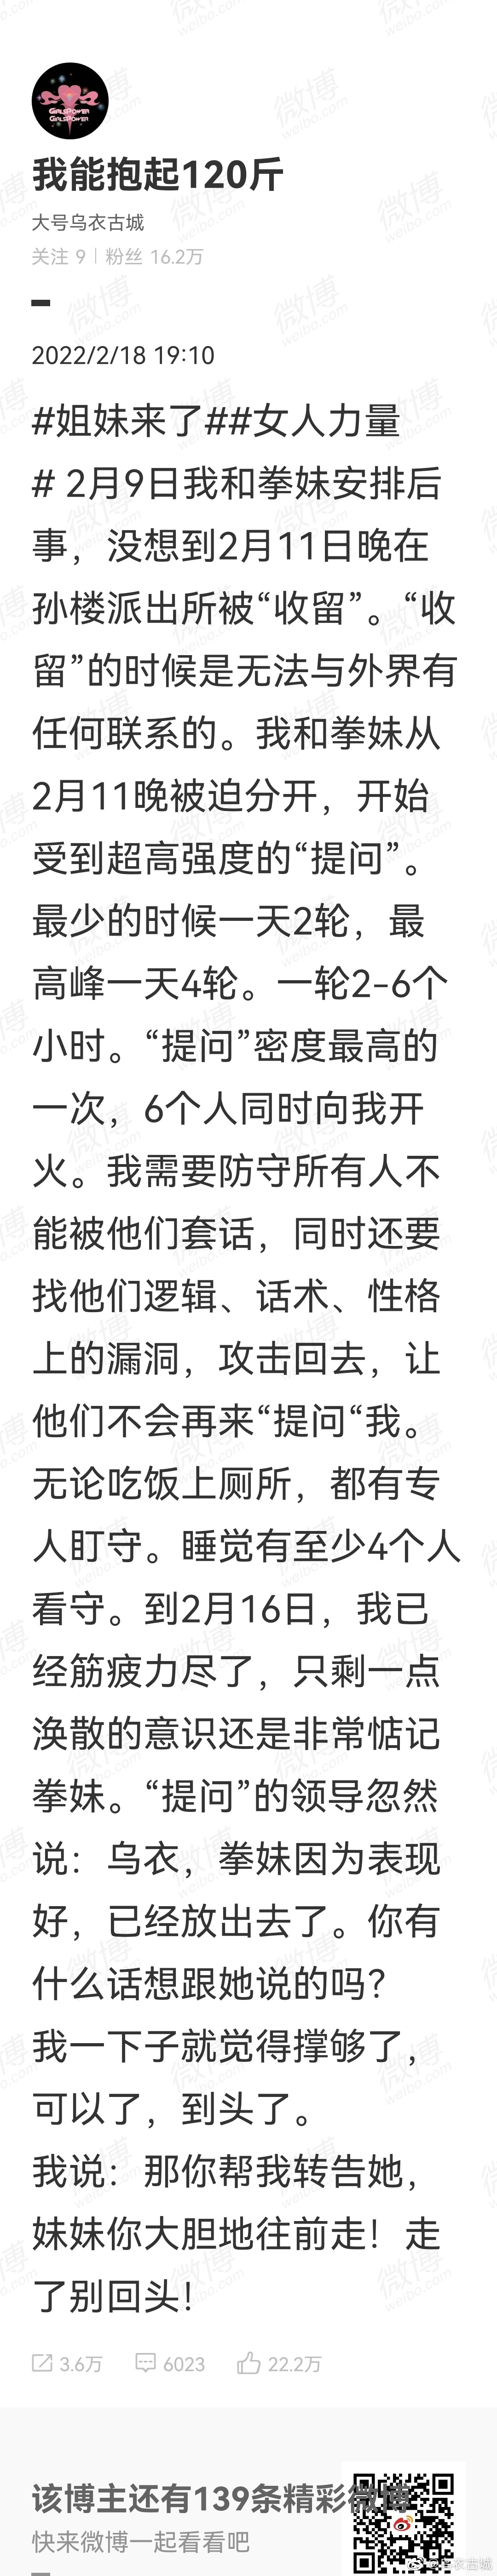 GIRLSPOWER
GIRLSPOWER
我能抱起120斤
大号乌衣古城
关注 9 | 粉丝 16.2万
2022/2/18 19:10
#姐妹来了##女人力量
# 2月9日我和拳妹安排后
事，没想到2月11日晚在
孙楼派出所被“收留”。“收
留”的时候是无法与外界有
任何联系的。我和拳妹从
2月11晚被迫分开，开始
受到超高强度的“提问”。
最少的时候一天2轮，最
高峰一天4轮。一轮2-6个
小时。“提问”密度最高的
一次，6个人同时向我开
火。我需要防守所有人不
能被他们套话，同时还要
找他们逻辑、话术、性格
上的漏洞，攻击回去，让
他们不会再来“提问“我。
无论吃饭上厕所，都有专
人盯守。睡觉有至少4个人
看守。到2月16日，我已
经筋疲力尽了，只剩一点
涣散的意识还是非常惦记
拳妹。“提问”的领导忽然
说：乌衣，拳妹因为表现
好，已经放出去了。你有
什么话想跟她说的吗？
我一下子就觉得撑够了，
可以了，到头了。
我说：那你帮我转告她，
妹妹你大胆地往前走！走
了别回头！
3.6万 6023 22.2万
该博主还有139条精彩微博
快来微博一起看看吧
微博
weibo.com